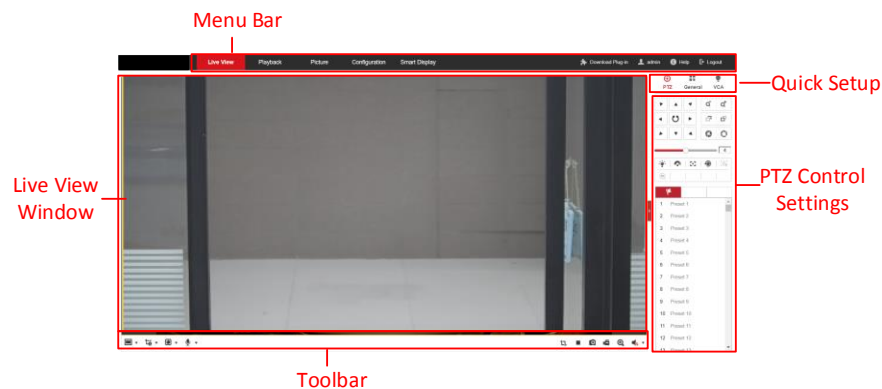 Menu Bar
Live View Playback Picture Configuration Smart Display Download Plug-in admin Help Logout
PTZ General VCA
Quick Setup
Live View
Window
PTZ Control
Settings
1 Preset 1
2 Preset 2
3 Preset 3
4 Preset 4
5 Preset 5
6 Preset 6
7 Preset 7
8 Preset 8
9 Preset 9
10 Preset 10
11 Preset 11
12 Preset 12
Toolbar